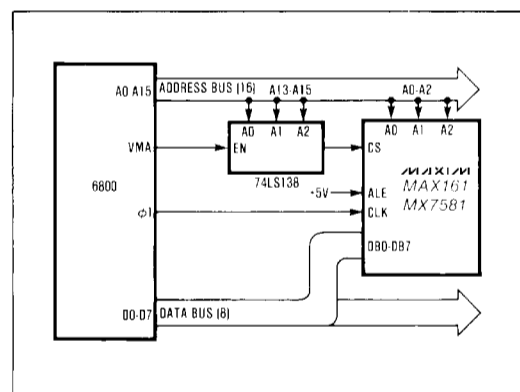 A0-A15 ADDRESS BUS (16) A13-A15 A0-A2
A0 A1 A2 A0 A1 A2
VMA EN CS
74LS138
MAXIM
MAX161
MX7581
6800
+5V ALE
φ1 CLK
DB0-DB7
D0-D7 DATA BUS (8)